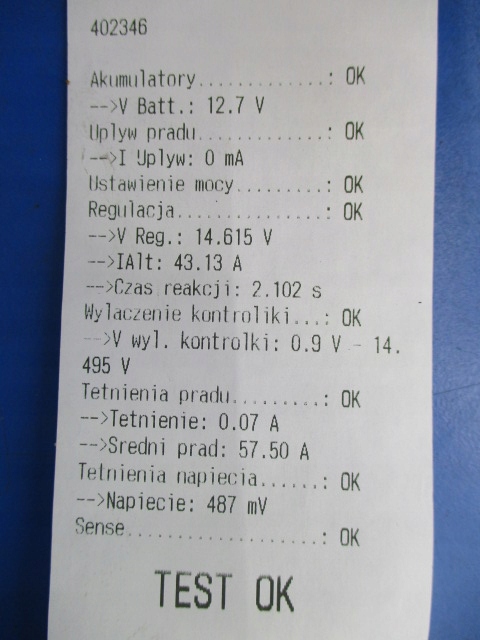 402346
Akumulatory.............: OK
-->V Batt.: 12.7 V
Uplyw pradu.............: OK
-->I Uplyw: 0 mA
Ustawienie mocy.........: OK
Regulacja...............: OK
-->V Reg.: 14.615 V
-->IAlt: 43.13 A
-->Czas reakcji: 2.102 s
Wylaczenie kontroliki...: OK
-->V wyl. kontrolki: 0.9 V - 14.
495 V
Tetnienia pradu.........: OK
-->Tetnienie: 0.07 A
-->Sredni prad: 57.50 A
Tetnienia napiecia......: OK
-->Napiecie: 487 mV
Sense...................: OK
TEST OK